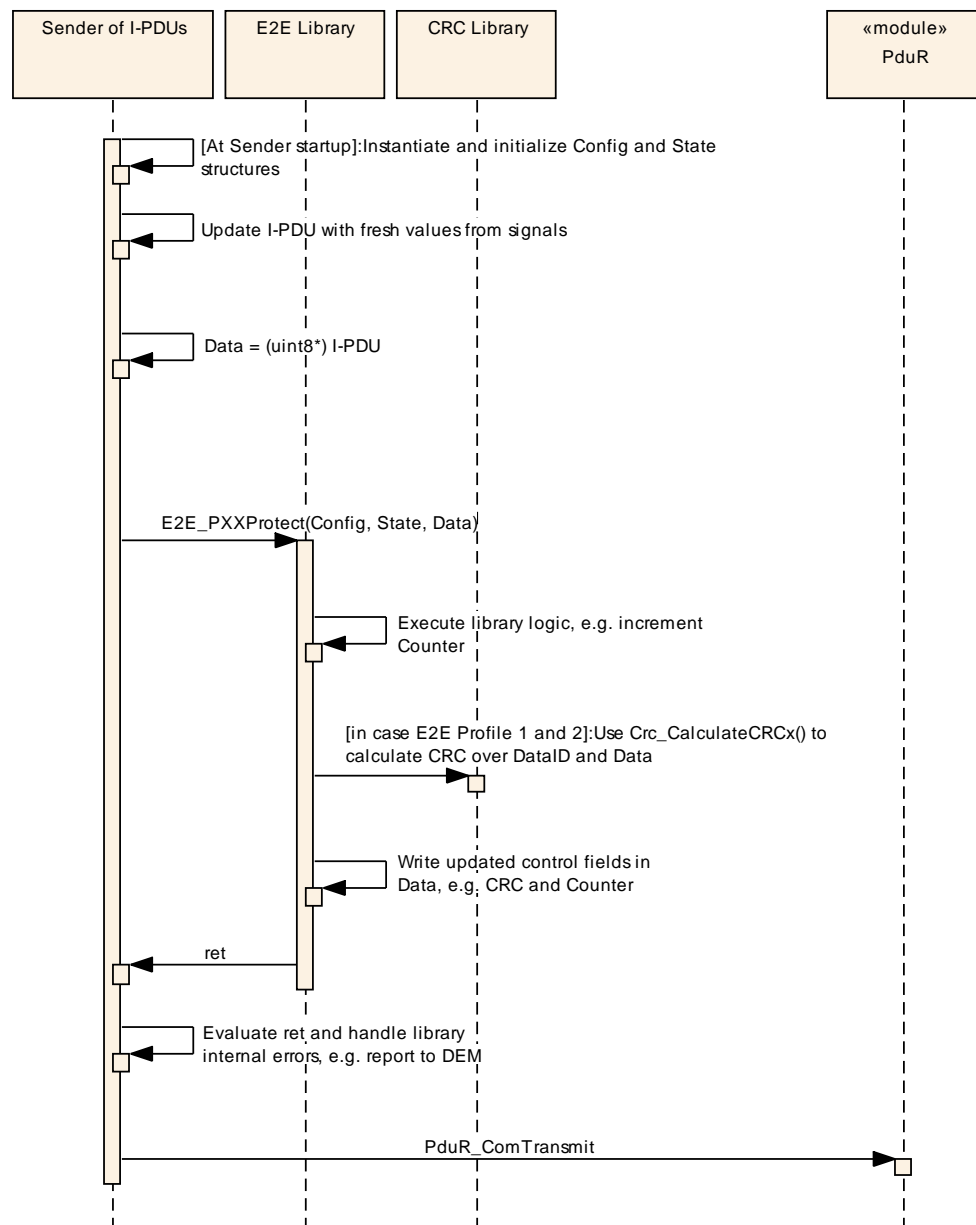 Sender of I-PDUs
E2E Library
CRC Library
«module»
PduR
[At Sender startup]:Instantiate and initialize Config and State
structures
Update I-PDU with fresh values from signals
Data = (uint8*) I-PDU
E2E_PXXProtect(Config, State, Data)
Execute library logic, e.g. increment
Counter
[in case E2E Profile 1 and 2]:Use Crc_CalculateCRCx() to
calculate CRC over DataID and Data
Write updated control fields in
Data, e.g. CRC and Counter
ret
Evaluate ret and handle library
internal errors, e.g. report to DEM
PduR_ComTransmit